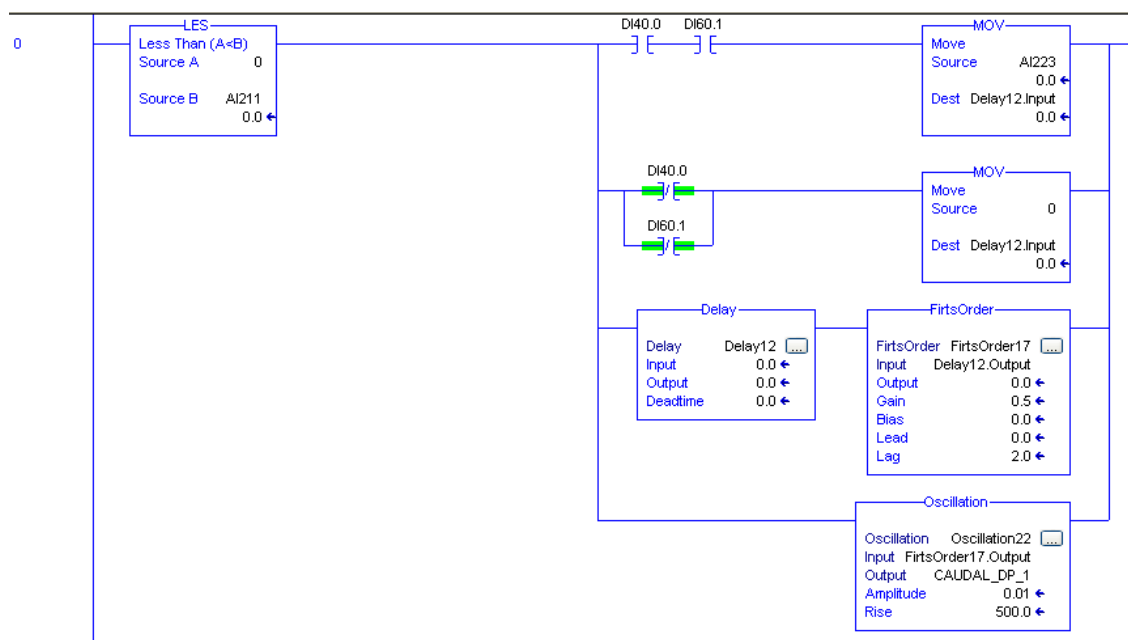 0
LES
Less Than (A<B)
Source A 0
Source B AI211
0.0
DI40.0 DI60.1
MOV
Move
Source AI223
0.0
Dest Delay12.Input
0.0
DI40.0
DI60.1
MOV
Move
Source 0
Dest Delay12.Input
0.0
Delay
Delay Delay12 ...
Input 0.0
Output 0.0
Deadtime 0.0
FirtsOrder
FirtsOrder FirtsOrder17 ...
Input Delay12.Output
Output 0.0
Gain 0.5
Bias 0.0
Lead 0.0
Lag 2.0
Oscillation
Oscillation Oscillation22 ...
Input FirtsOrder17.Output
Output CAUDAL_DP_1
Amplitude 0.01
Rise 500.0